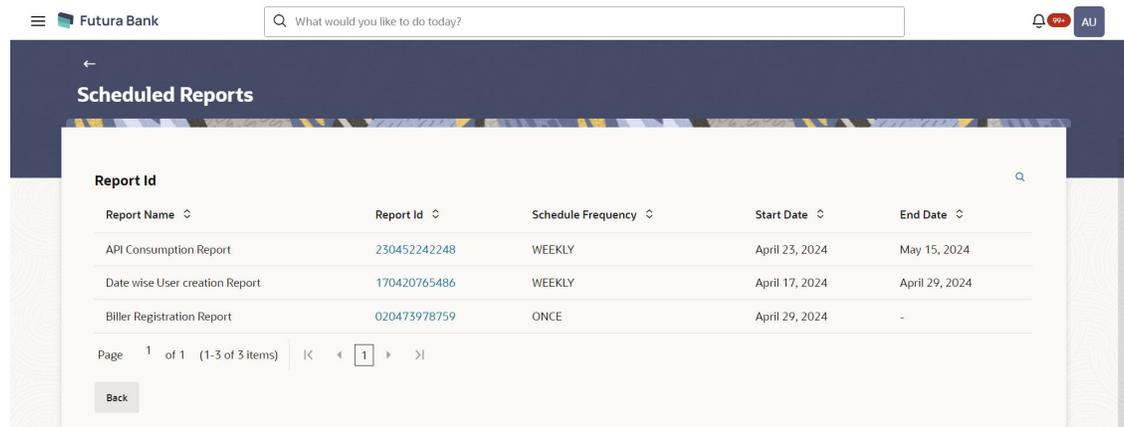 Futura Bank What would you like to do today? 99+ AU
Scheduled Reports
Report Id
Report Name Report Id Schedule Frequency Start Date End Date
API Consumption Report 230452242248 WEEKLY April 23, 2024 May 15, 2024
Date wise User creation Report 170420765486 WEEKLY April 17, 2024 April 29, 2024
Biller Registration Report 020473978759 ONCE April 29, 2024 -
Page 1 of 1 (1-3 of 3 items) 1
Back